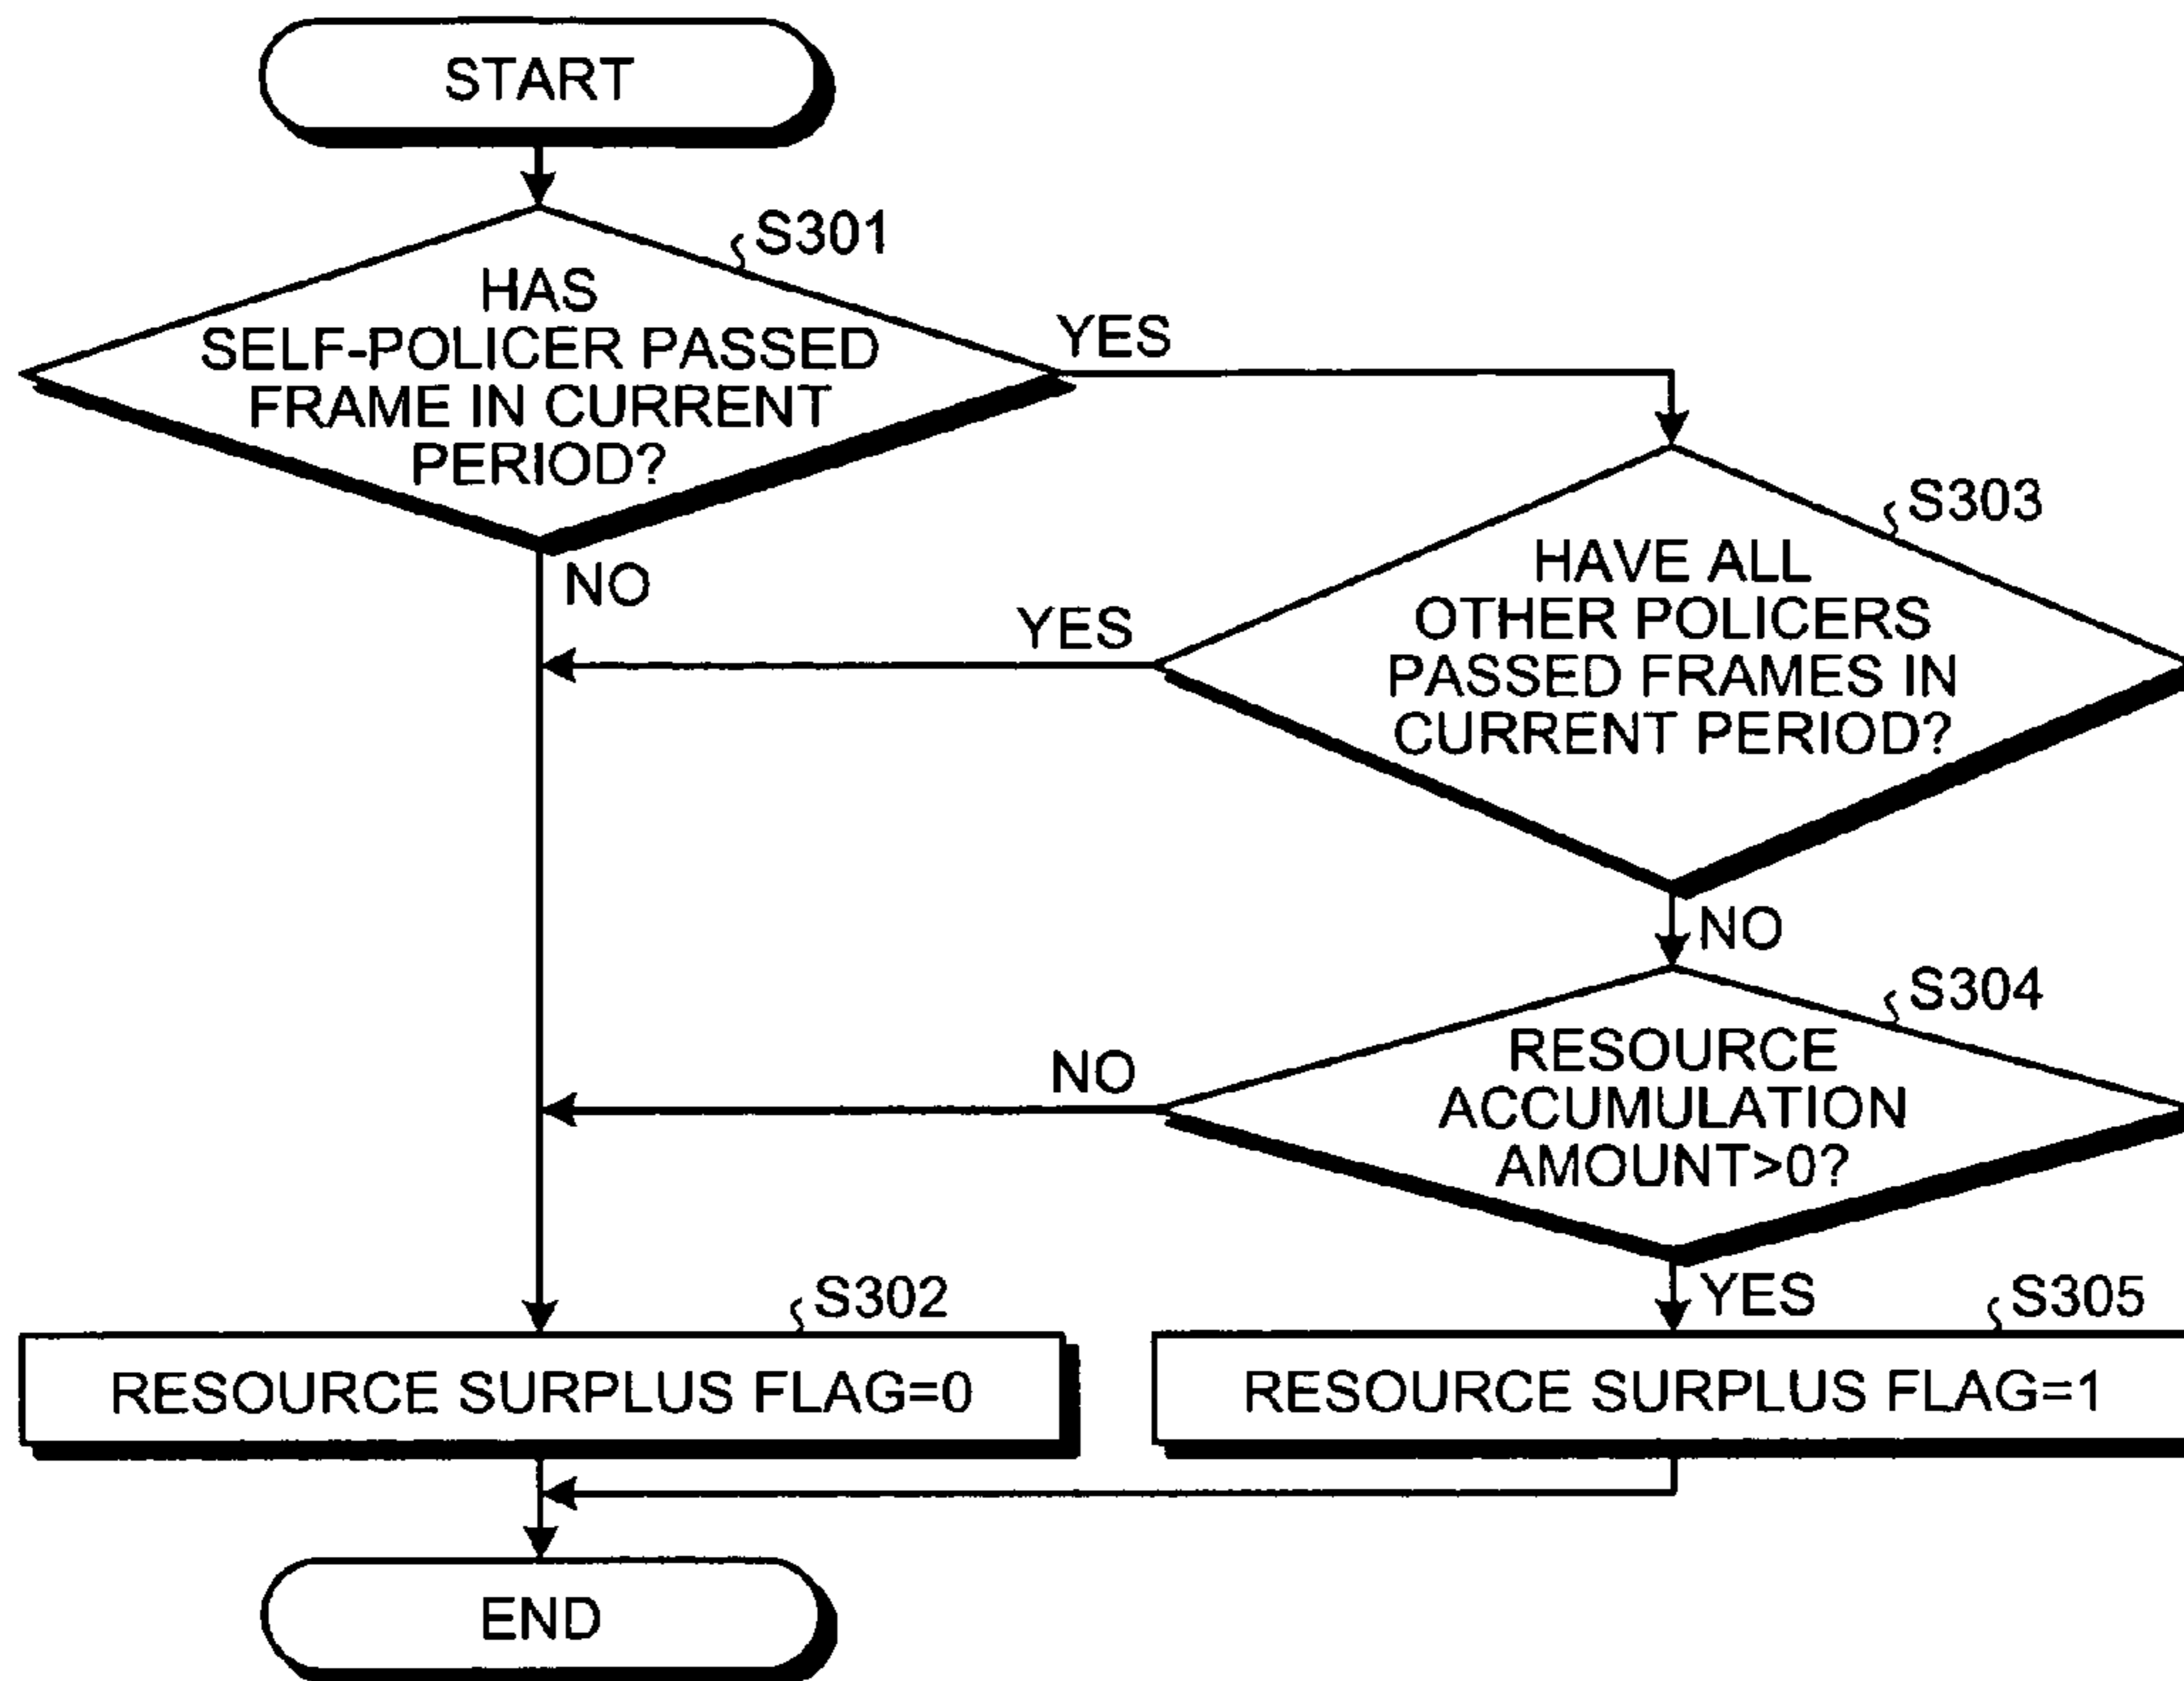 START
S301
HAS
SELF-POLICER PASSED
FRAME IN CURRENT
PERIOD?
YES
NO
S303
HAVE ALL
OTHER POLICERS
PASSED FRAMES IN
CURRENT PERIOD?
YES
NO
S304
RESOURCE
ACCUMULATION
AMOUNT>0?
NO
YES
S302
RESOURCE SURPLUS FLAG=0
S305
RESOURCE SURPLUS FLAG=1
END